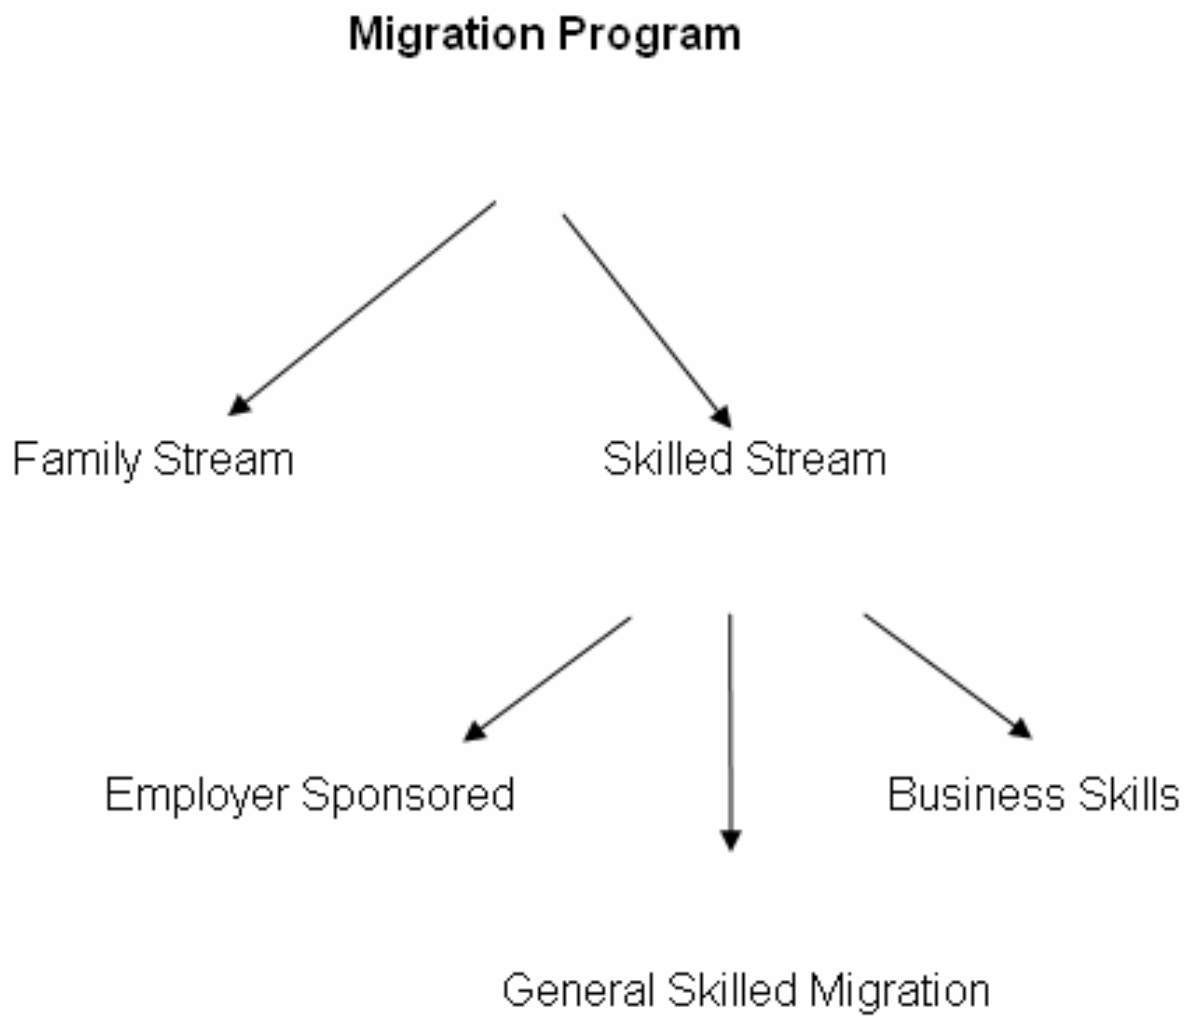 Migration Program
Family Stream
Skilled Stream
Employer Sponsored
Business Skills
General Skilled Migration